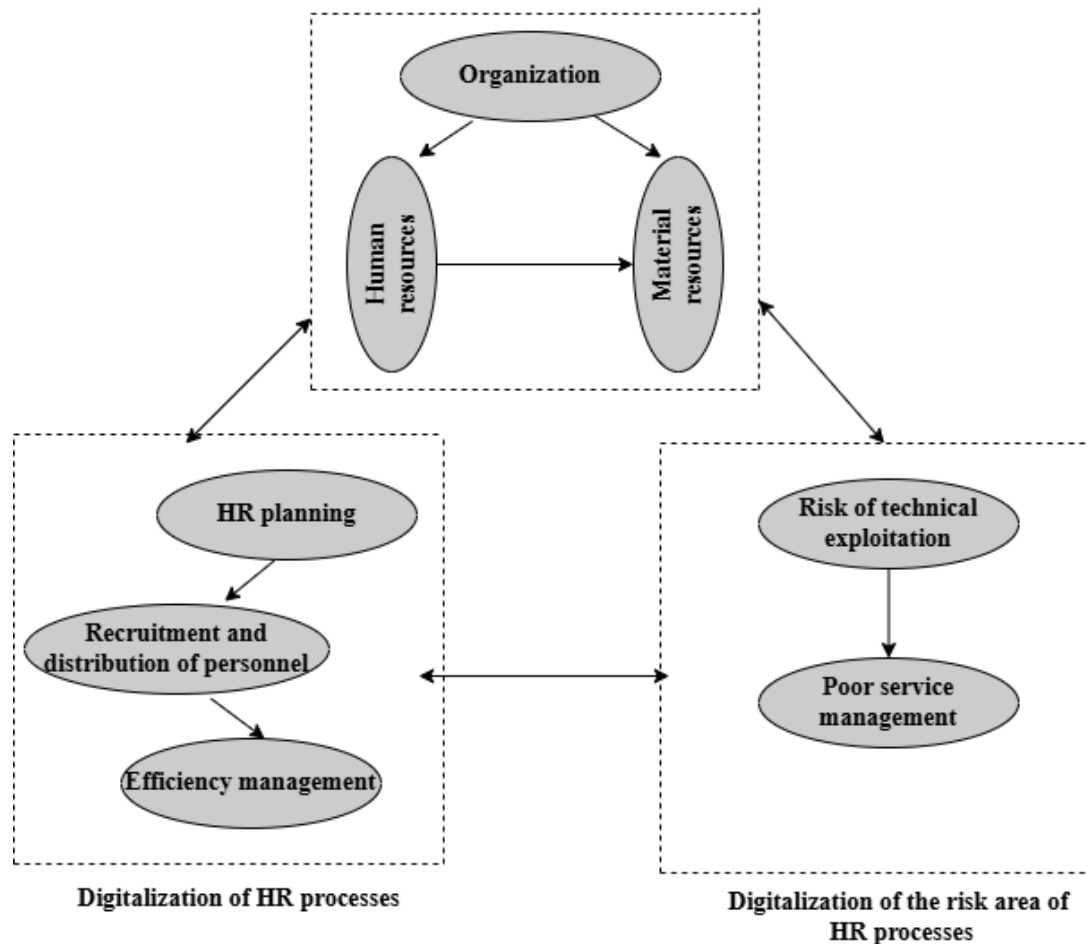 Organization
Human
resources
Material
resources
HR planning
Recruitment and
distribution of personnel
Efficiency management
Risk of technical
exploitation
Poor service
management
Digitalization of HR processes
Digitalization of the risk area of
HR processes